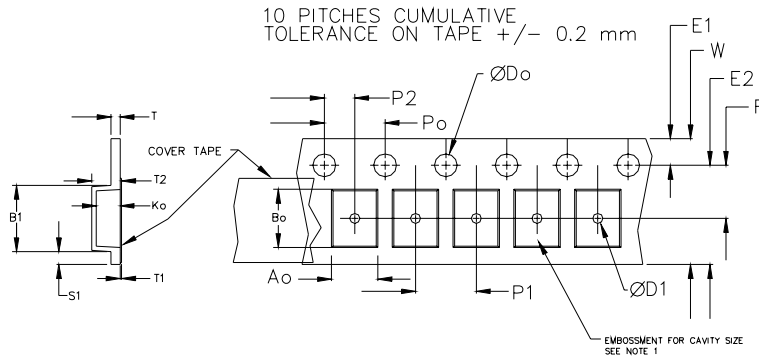 10 PITCHES CUMULATIVE
TOLERANCE ON TAPE +/- 0.2 mm
E1
W
E2
F
ØDo
P2
Po
T
COVER TAPE
T2
Ko
B1
Bo
S1
T1
Ao
P1
ØD1
EMBOSSMENT FOR CAVITY SIZE
SEE NOTE 1